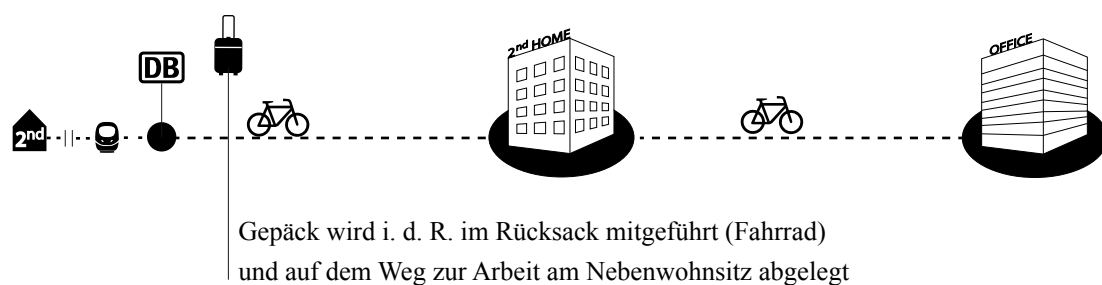 2nd HOME
OFFICE
DB
2nd
Gepäck wird i. d. R. im Rücksack mitgeführt (Fahrrad)
und auf dem Weg zur Arbeit am Nebenwohnsitz abgelegt